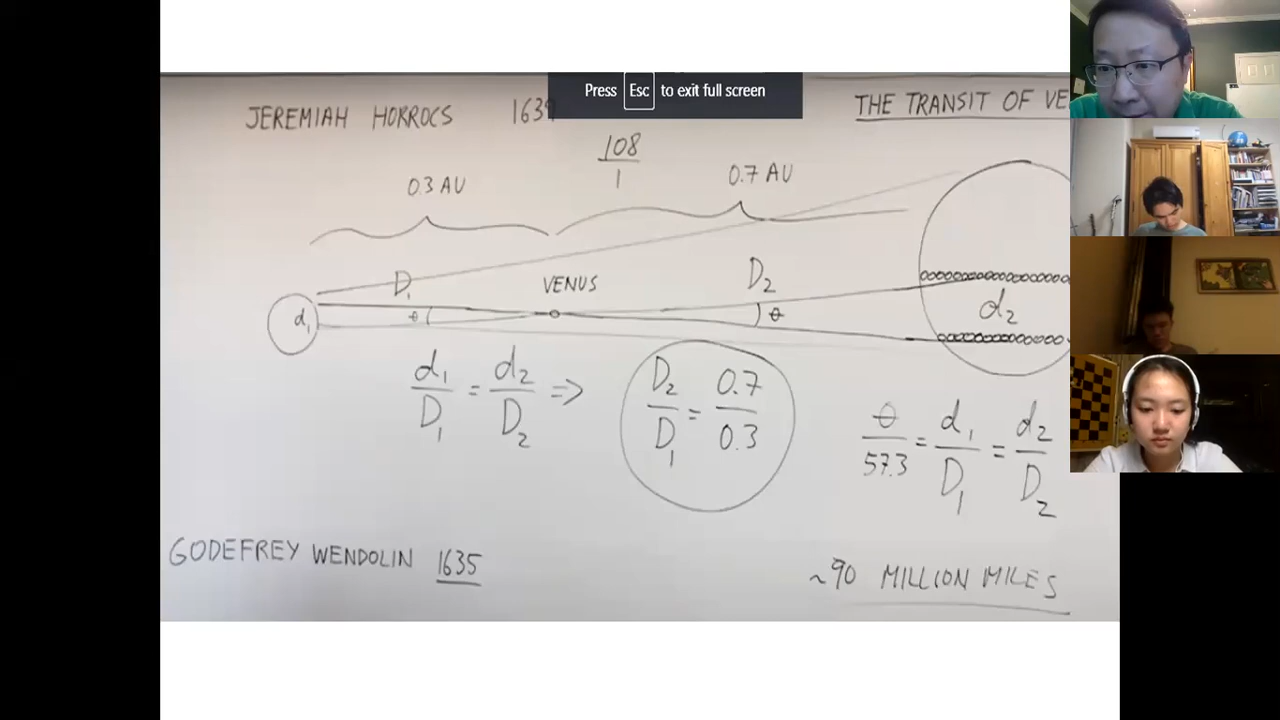 Press Esc to exit full screen
JEREMIAH HORROCS 1639
THE TRANSIT OF VE
108
1
0.3 AU
0.7 AU
D1
VENUS
D2
d1
θ
θ
d2
d1/D1 = d2/D2 =>
D2/D1 = 0.7/0.3
θ/57.3 = d1/D1 = d2/D2
GODEFREY WENDOLIN 1635
~90 MILLION MILES